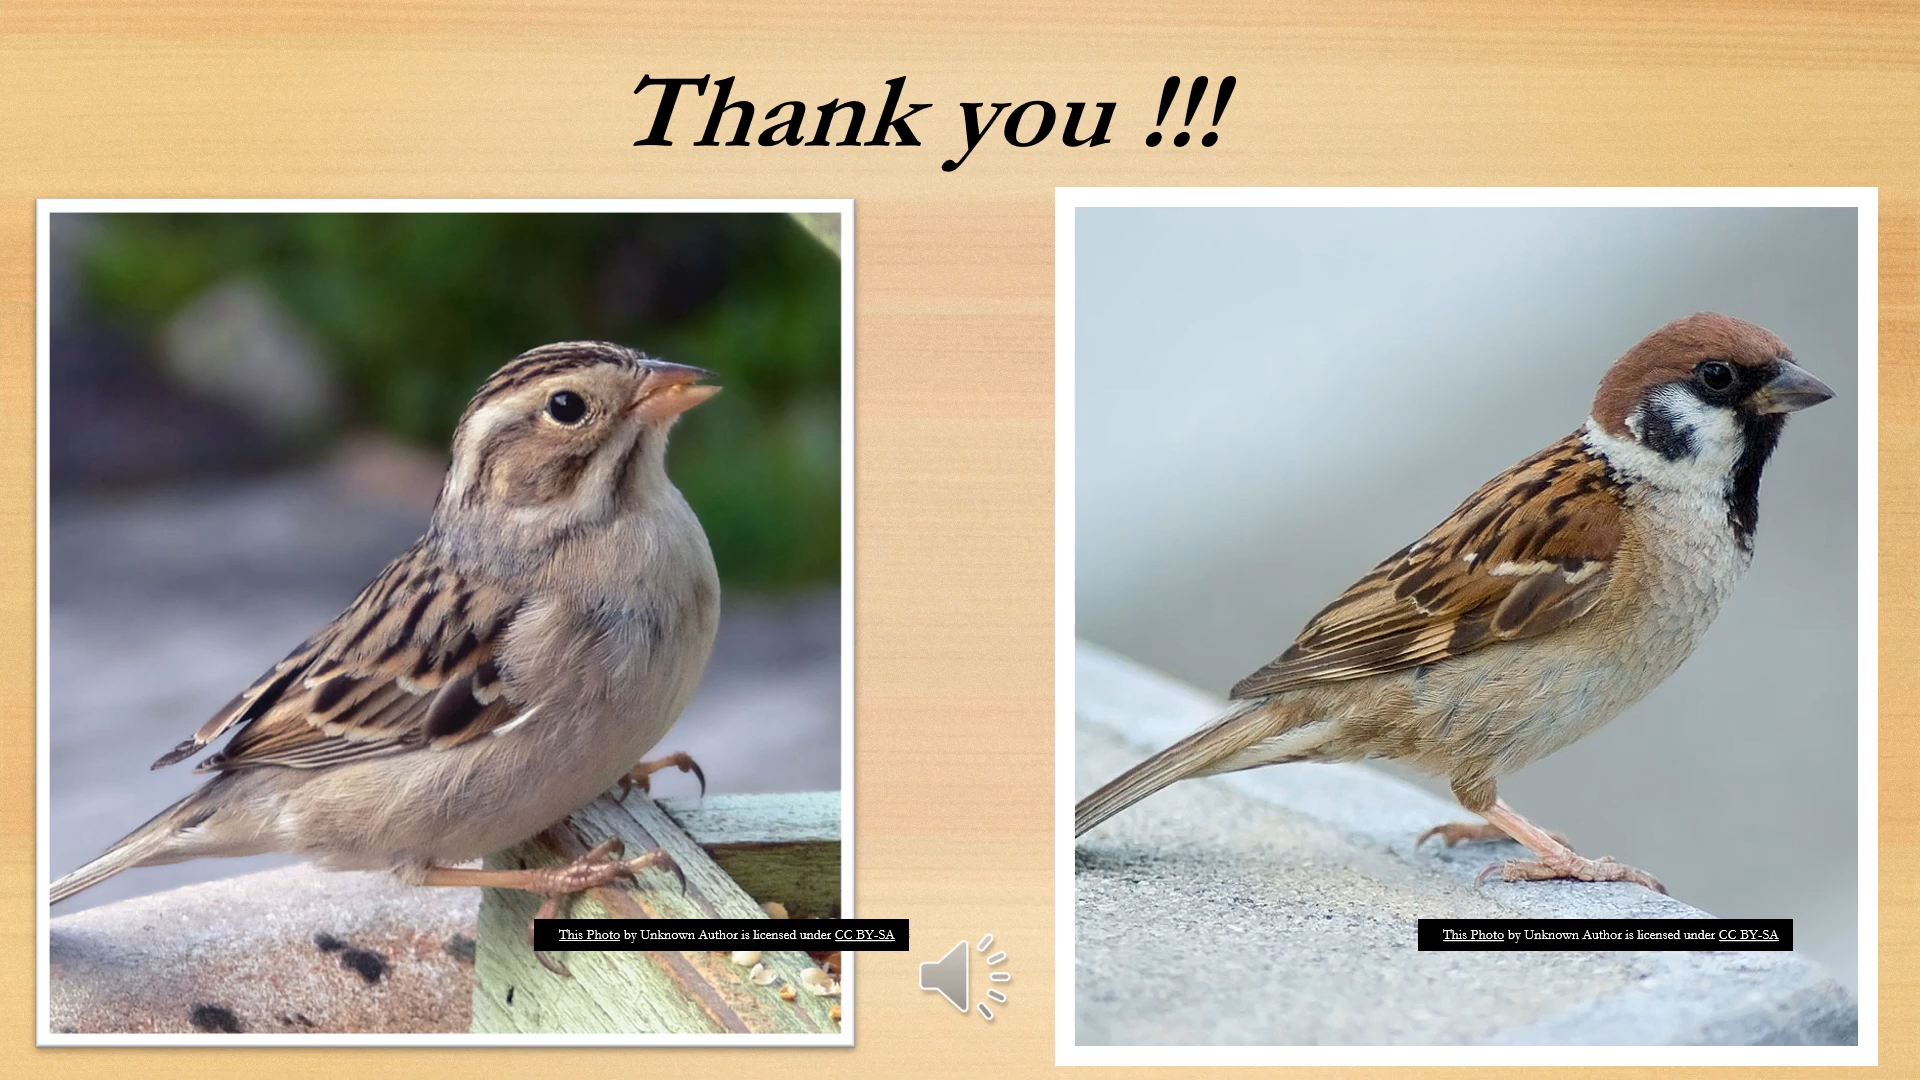 Thank you !!!
This Photo by Unknown Author is licensed under CC BY-SA
This Photo by Unknown Author is licensed under CC BY-SA